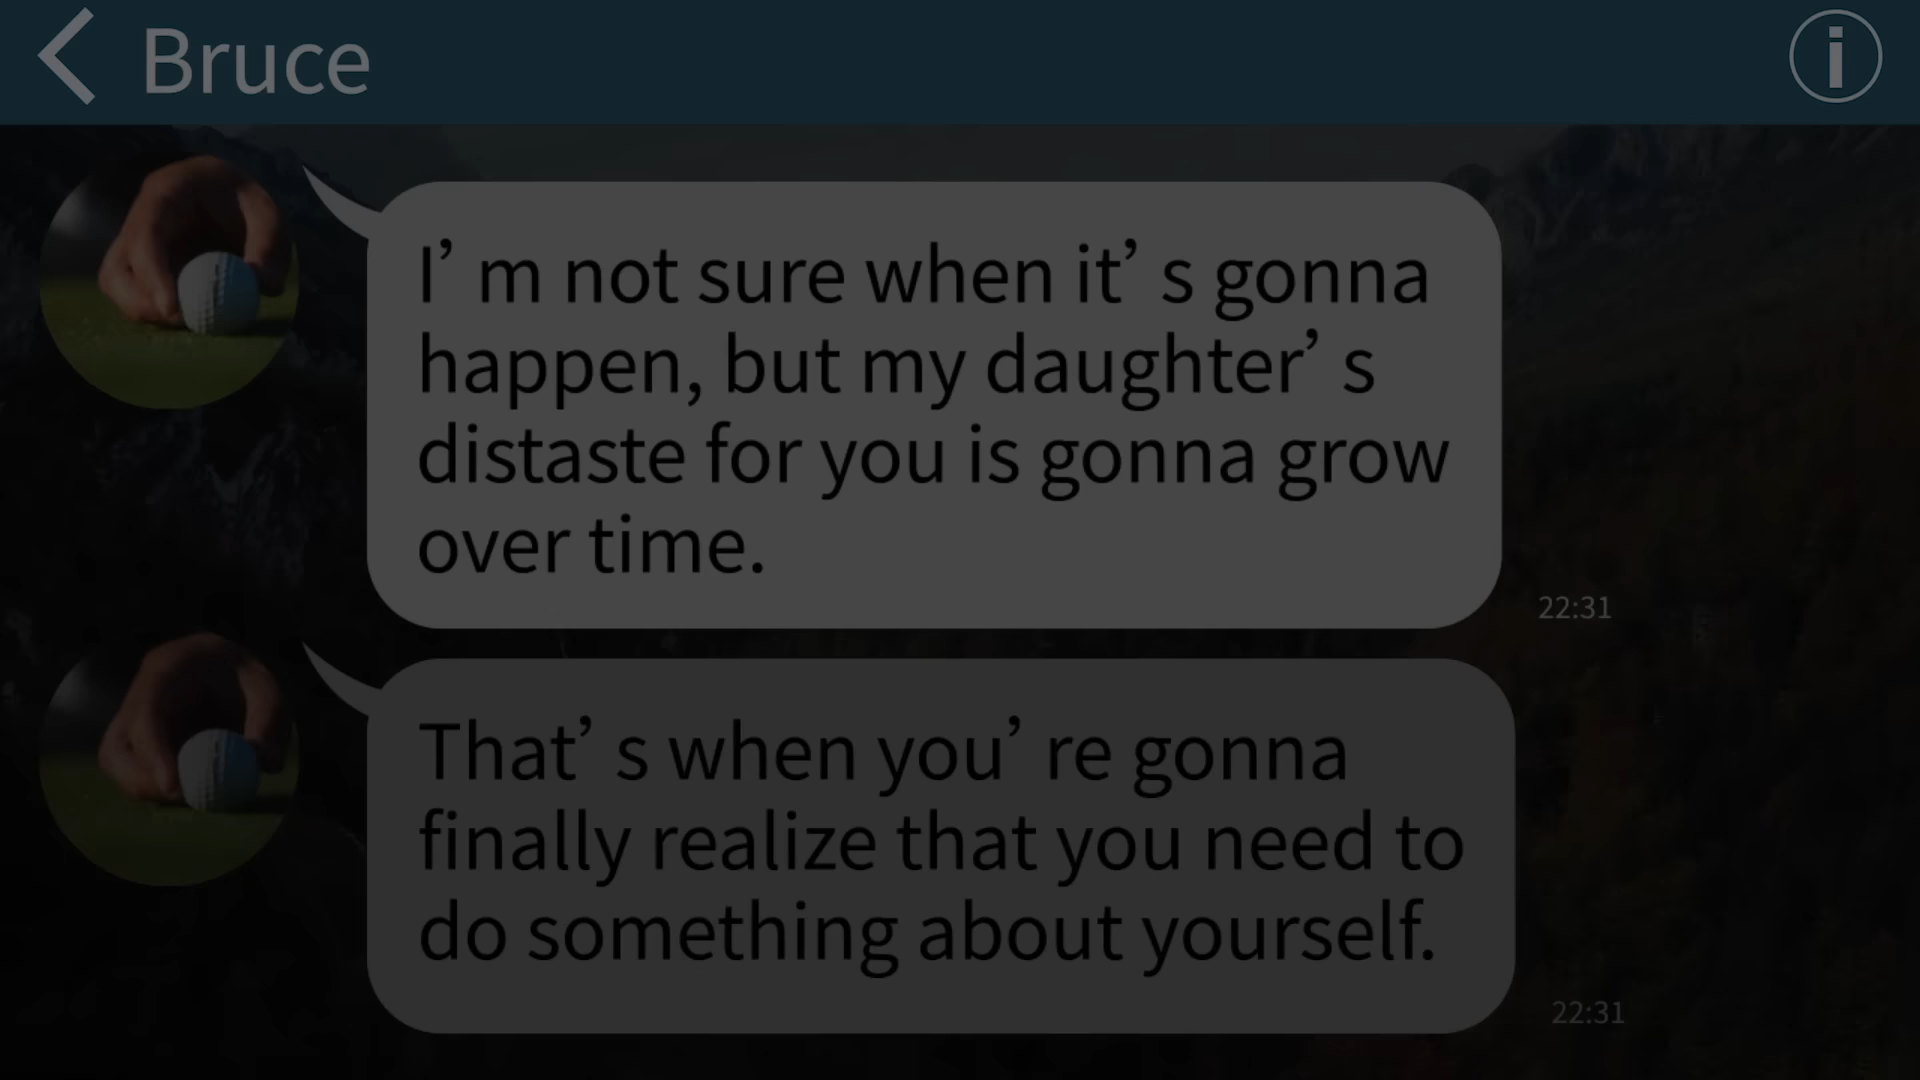 Bruce
I’m not sure when it’s gonna
happen, but my daughter’s
distaste for you is gonna grow
over time.
22:31
That’s when you’re gonna
finally realize that you need to
do something about yourself.
22:31